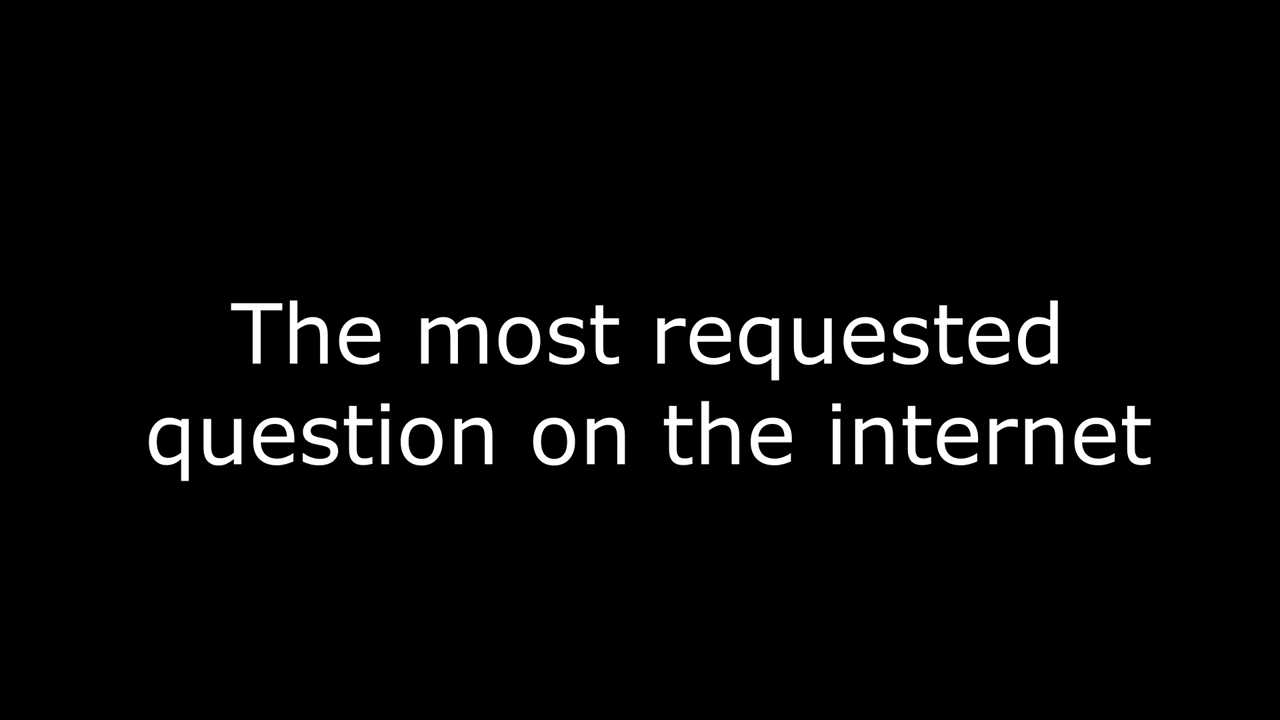 The most requested
question on the internet